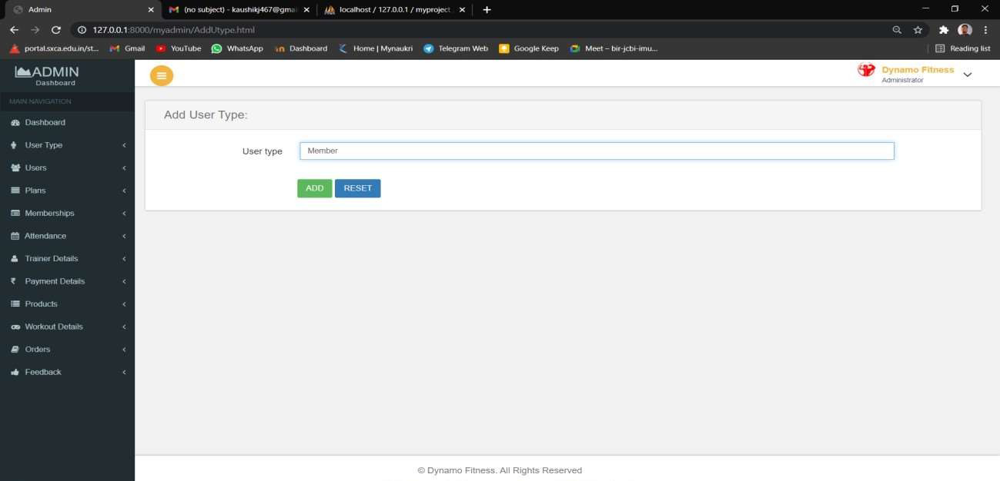 Admin
(no subject) - kaushikj467@gmai
localhost / 127.0.0.1 / myproject
127.0.0.1:8000/myadmin/AddUtype.html
portal.sxca.edu.in/st... Gmail YouTube WhatsApp Dashboard Home | Mynaukri Telegram Web Google Keep Meet – bir-jcbi-imu... Reading list
ADMIN
Dashboard
Dynamo Fitness
Administrator
MAIN NAVIGATION
Dashboard
User Type
Users
Plans
Memberships
Attendance
Trainer Details
Payment Details
Products
Workout Details
Orders
Feedback
Add User Type:
User type Member
ADD RESET
© Dynamo Fitness. All Rights Reserved